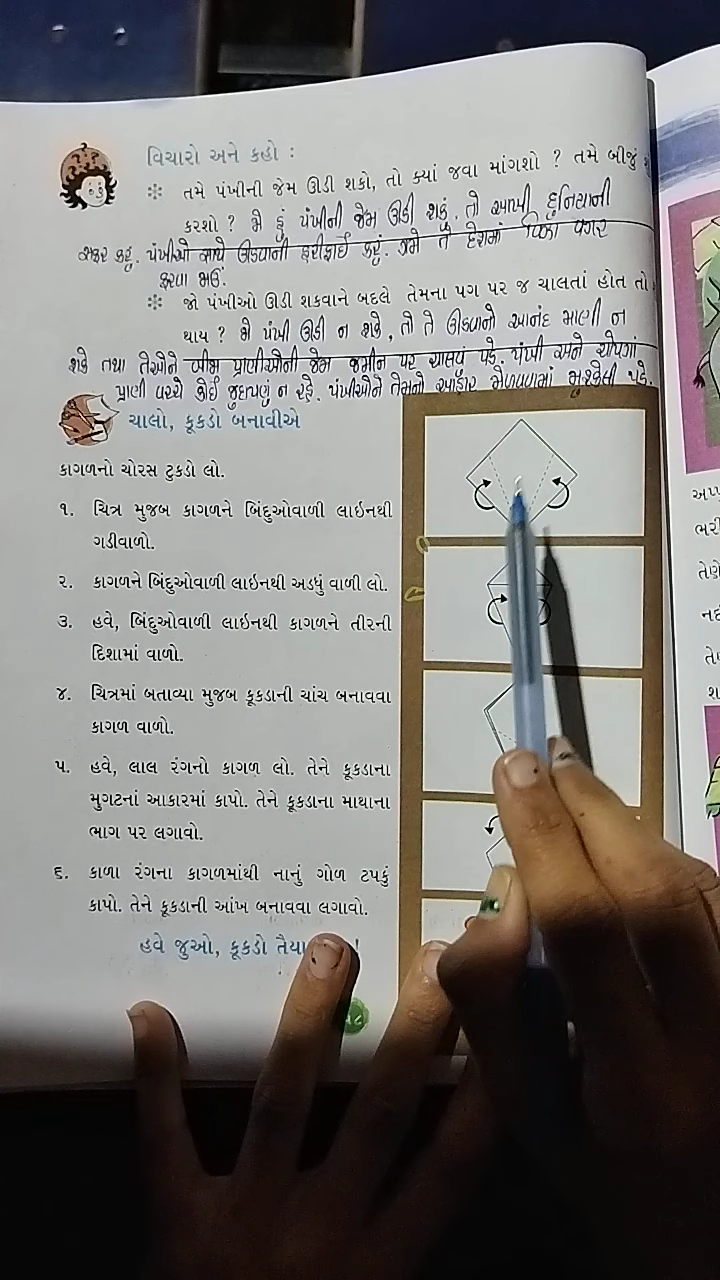 વિચારો અને કહો :
❊ તમે પંખીની જેમ ઊડી શકો, તો ક્યાં જવા માંગશો ? તમે બીજું
કરશો ? જો હું પંખીની જેમ ઊડી શકું, તો આખી દુનિયાની
સફર કરું. પંખીઓ સાથે ઊડવાની હરીફાઈ કરું. ગમે તે દેશમાં વિઝા વગર
ફરવા જાઉં.
❊ જો પંખીઓ ઊડી શકવાને બદલે તેમના પગ પર જ ચાલતાં હોત તો
થાય ? જો પંખી ઊડી ન શકે, તો તે ઊડવાનો આનંદ માણી ન
શકે તથા તેઓને બીજા પ્રાણીઓની જેમ જમીન પર ચાલવું પડે. પંખી અને ચોપગાં
પ્રાણી વચ્ચે કોઈ જુદાપણું ન રહે. પંખીઓને તેમનો આહાર મેળવવામાં મુશ્કેલી પડે.
ચાલો, કૂકડો બનાવીએ
કાગળનો ચોરસ ટુકડો લો.
૧. ચિત્ર મુજબ કાગળને બિંદુઓવાળી લાઇનથી
ગડીવાળો.
૨. કાગળને બિંદુઓવાળી લાઇનથી અડધું વાળી લો.
૩. હવે, બિંદુઓવાળી લાઇનથી કાગળને તીરની
દિશામાં વાળો.
૪. ચિત્રમાં બતાવ્યા મુજબ કૂકડાની ચાંચ બનાવવા
કાગળ વાળો.
૫. હવે, લાલ રંગનો કાગળ લો. તેને કૂકડાના
મુગટનાં આકારમાં કાપો. તેને કૂકડાના માથાના
ભાગ પર લગાવો.
૬. કાળા રંગના કાગળમાંથી નાનું ગોળ ટપકું
કાપો. તેને કૂકડાની આંખ બનાવવા લગાવો.
હવે જુઓ, કૂકડો